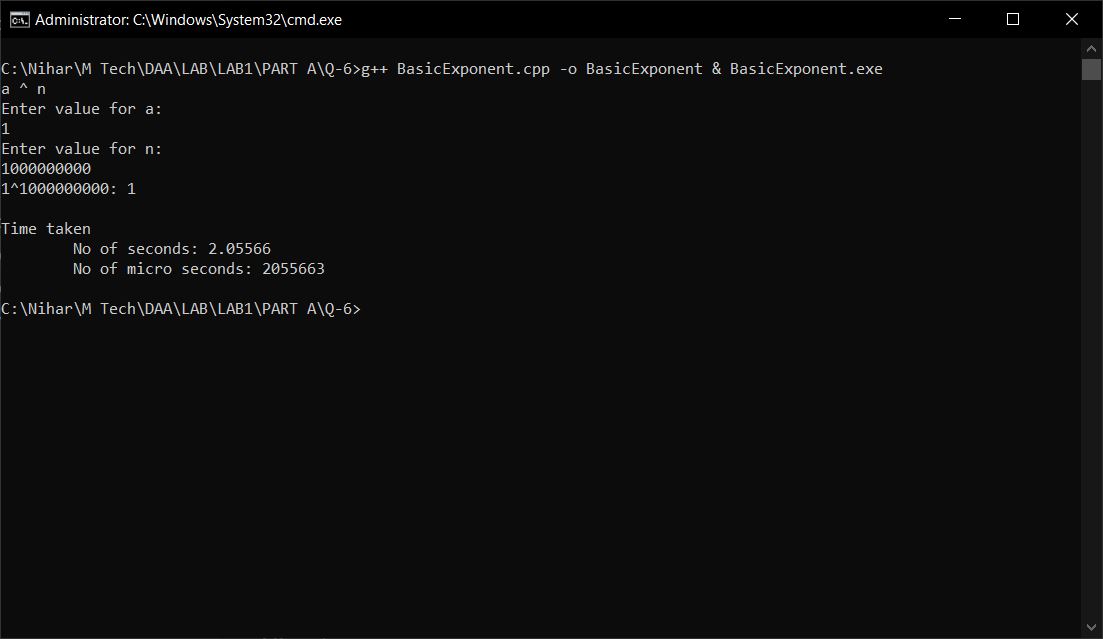 Administrator: C:\Windows\System32\cmd.exe
C:\Nihar\M Tech\DAA\LAB\LAB1\PART A\Q-6>g++ BasicExponent.cpp -o BasicExponent & BasicExponent.exe
a ^ n
Enter value for a:
1
Enter value for n:
1000000000
1^1000000000: 1
Time taken
No of seconds: 2.05566
No of micro seconds: 2055663
C:\Nihar\M Tech\DAA\LAB\LAB1\PART A\Q-6>